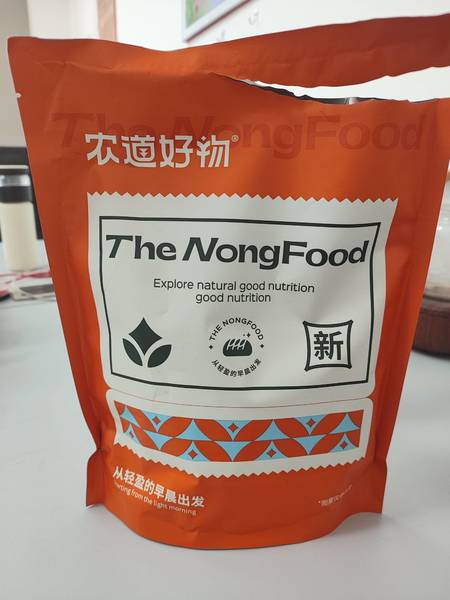 The NongFood
农道好物®
The NongFood
Explore natural good nutrition
good nutrition
THE NONGFOOD
从轻盈的早晨出发
新
从轻盈的早晨出发
Starting from the light morning